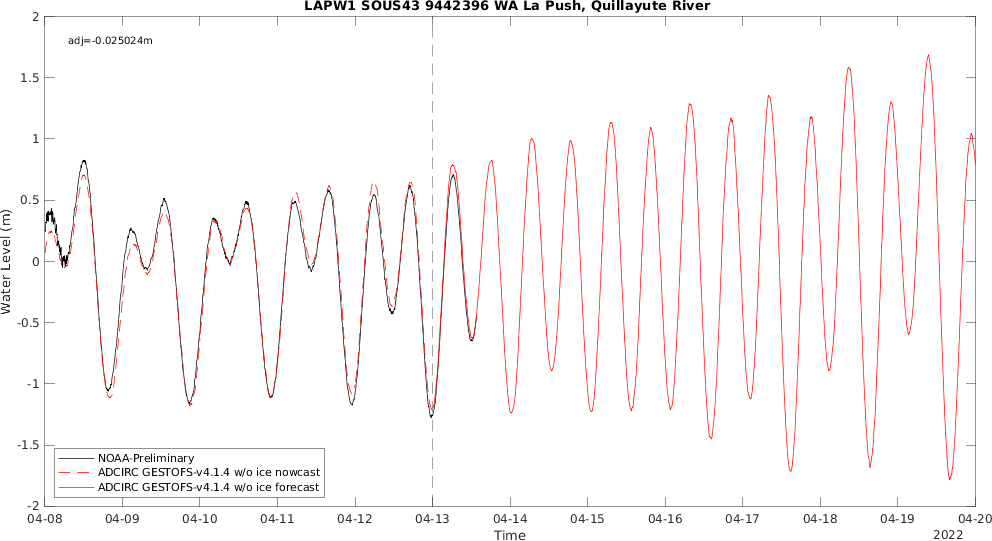 LAPW1 SOUS43 9442396 WA La Push, Quillayute River
adj=-0.025024m
2
1.5
1
0.5
0
-0.5
-1
-1.5
-2
Water Level (m)
NOAA-Preliminary
ADCIRC GESTOFS-v4.1.4 w/o ice nowcast
ADCIRC GESTOFS-v4.1.4 w/o ice forecast
04-08 04-09 04-10 04-11 04-12 04-13 04-14 04-15 04-16 04-17 04-18 04-19 04-20
Time
2022